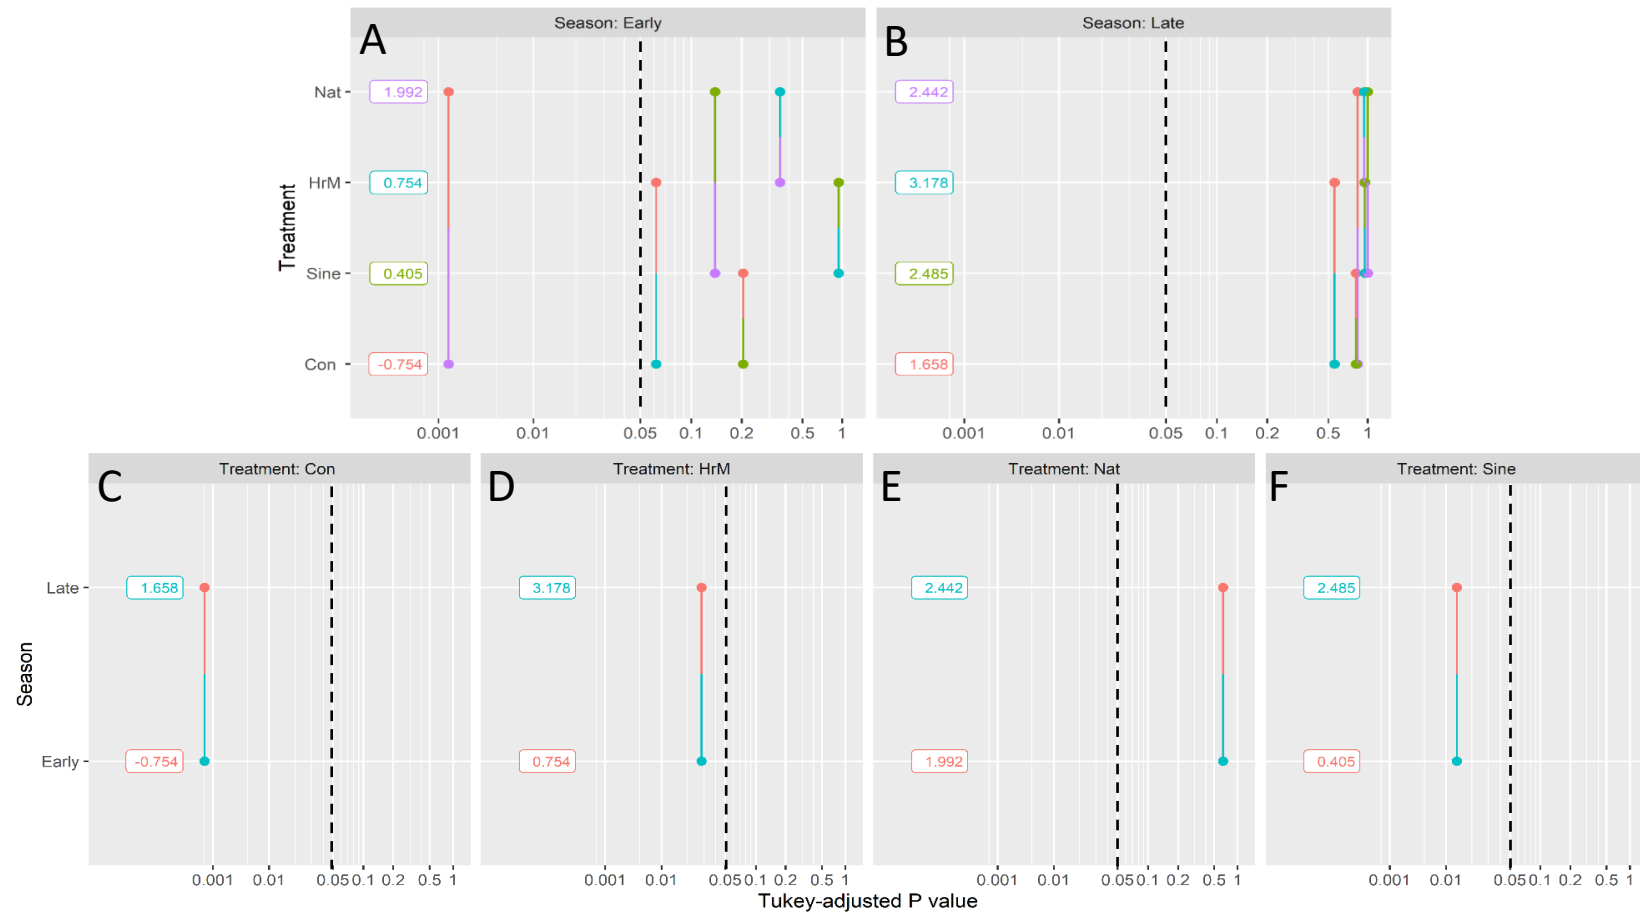 Season: Early Season: Late
A B
Nat 1.992 2.442
HrM 0.754 3.178
Sine 0.405 2.485
Con -0.754 1.658
Treatment
0.001 0.01 0.05 0.1 0.2 0.5 1 0.001 0.01 0.05 0.1 0.2 0.5 1
Treatment: Con Treatment: HrM Treatment: Nat Treatment: Sine
C D E F
Late 1.658 3.178 2.442 2.485
Season
Early -0.754 0.754 1.992 0.405
0.001 0.01 0.05 0.1 0.2 0.5 1 0.001 0.01 0.05 0.1 0.2 0.5 1 0.001 0.01 0.05 0.1 0.2 0.5 1 0.001 0.01 0.05 0.1 0.2 0.5 1
Tukey-adjusted P value